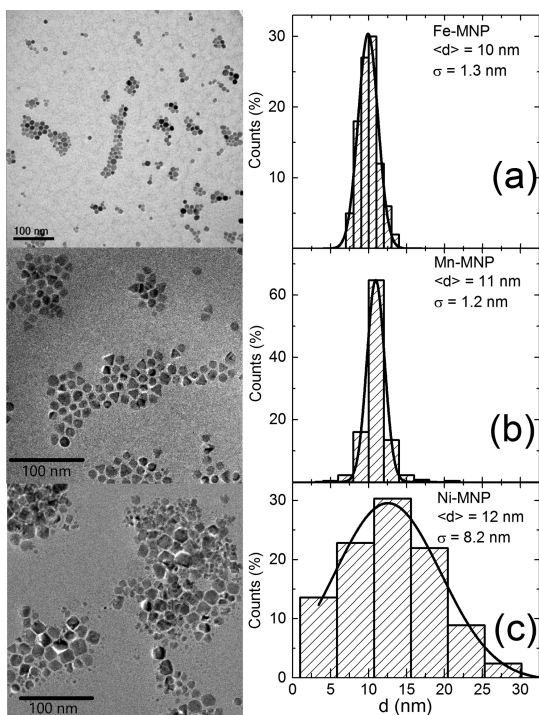 100 nm
Fe-MNP
<d> = 10 nm
σ = 1.3 nm
30
20
10
Counts (%)
(a)
100 nm
Mn-MNP
<d> = 11 nm
σ = 1.2 nm
60
40
20
Counts (%)
(b)
100 nm
Ni-MNP
<d> = 12 nm
σ = 8.2 nm
30
20
10
0
Counts (%)
(c)
0 5 10 15 20 25 30
d (nm)